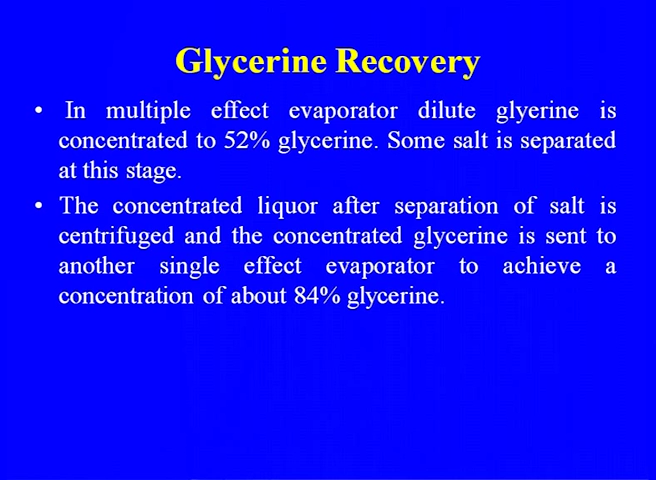 Glycerine Recovery
• In multiple effect evaporator dilute glyerine is
concentrated to 52% glycerine. Some salt is separated
at this stage.
• The concentrated liquor after separation of salt is
centrifuged and the concentrated glycerine is sent to
another single effect evaporator to achieve a
concentration of about 84% glycerine.